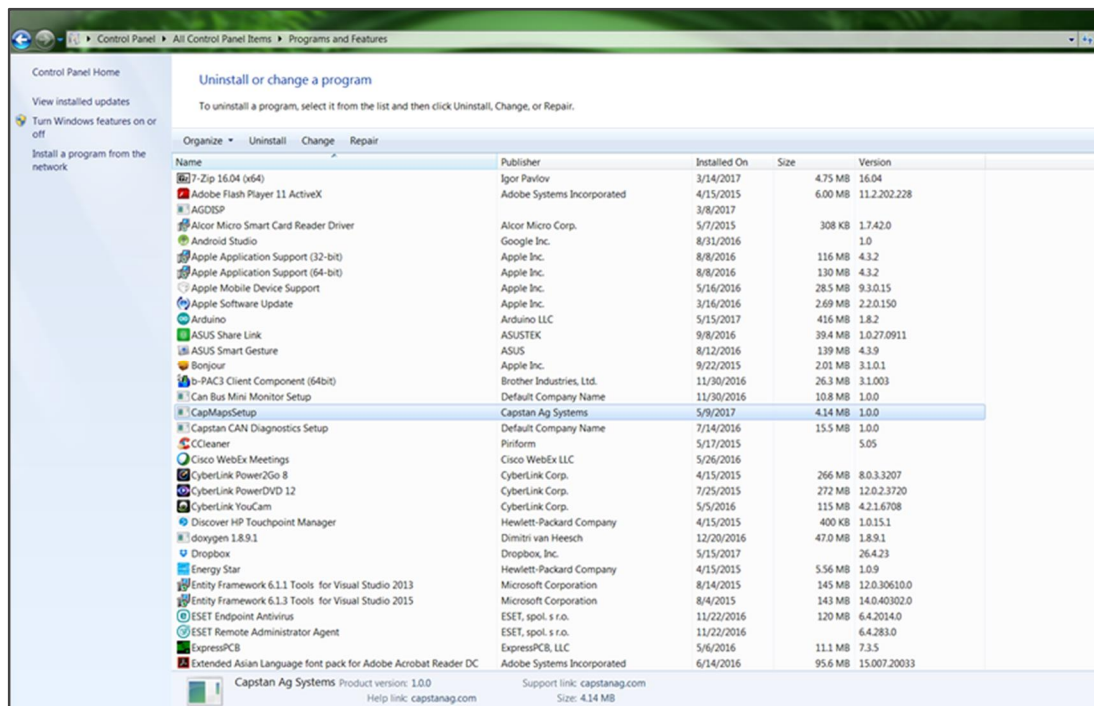 Control Panel ▸ All Control Panel Items ▸ Programs and Features
Control Panel Home
View installed updates
Turn Windows features on or
off
Install a program from the
network
Uninstall or change a program
To uninstall a program, select it from the list and then click Uninstall, Change, or Repair.
Organize Uninstall Change Repair
Name Publisher Installed On Size Version
7-Zip 16.04 (x64) Igor Pavlov 3/14/2017 4.75 MB 16.04
Adobe Flash Player 11 ActiveX Adobe Systems Incorporated 4/15/2015 6.00 MB 11.2.202.228
AGDISP 3/8/2017
Alcor Micro Smart Card Reader Driver Alcor Micro Corp. 5/7/2015 308 KB 1.7.42.0
Android Studio Google Inc. 8/31/2016 1.0
Apple Application Support (32-bit) Apple Inc. 8/8/2016 116 MB 4.3.2
Apple Application Support (64-bit) Apple Inc. 8/8/2016 130 MB 4.3.2
Apple Mobile Device Support Apple Inc. 5/16/2016 28.5 MB 9.3.0.15
Apple Software Update Apple Inc. 3/16/2016 2.69 MB 2.2.0.150
Arduino Arduino LLC 5/15/2017 416 MB 1.8.2
ASUS Share Link ASUSTEK 9/8/2016 39.4 MB 1.0.27.0911
ASUS Smart Gesture ASUS 8/12/2016 139 MB 4.3.9
Bonjour Apple Inc. 9/22/2015 2.01 MB 3.1.0.1
b-PAC3 Client Component (64bit) Brother Industries, Ltd. 11/30/2016 26.3 MB 3.1.003
Can Bus Mini Monitor Setup Default Company Name 11/30/2016 10.8 MB 1.0.0
CapMapsSetup Capstan Ag Systems 5/9/2017 4.14 MB 1.0.0
Capstan CAN Diagnostics Setup Default Company Name 7/14/2016 15.5 MB 1.0.0
CCleaner Piriform 5/17/2015 5.05
Cisco WebEx Meetings Cisco WebEx LLC 5/26/2016
CyberLink Power2Go 8 CyberLink Corp. 4/15/2015 266 MB 8.0.3.3207
CyberLink PowerDVD 12 CyberLink Corp. 7/25/2015 272 MB 12.0.2.3720
CyberLink YouCam CyberLink Corp. 5/5/2016 115 MB 4.2.1.6708
Discover HP Touchpoint Manager Hewlett-Packard Company 4/15/2015 400 KB 1.0.15.1
doxygen 1.8.9.1 Dimitri van Heesch 12/20/2016 47.0 MB 1.8.9.1
Dropbox Dropbox, Inc. 5/15/2017 26.4.23
Energy Star Hewlett-Packard Company 4/15/2015 5.56 MB 1.0.9
Entity Framework 6.1.1 Tools for Visual Studio 2013 Microsoft Corporation 8/14/2015 145 MB 12.0.30610.0
Entity Framework 6.1.3 Tools for Visual Studio 2015 Microsoft Corporation 8/4/2015 143 MB 14.0.40302.0
ESET Endpoint Antivirus ESET, spol. s r.o. 11/22/2016 120 MB 6.4.2014.0
ESET Remote Administrator Agent ESET, spol. s r.o. 11/22/2016 6.4.283.0
ExpressPCB ExpressPCB, LLC 5/6/2016 11.1 MB 7.3.5
Extended Asian Language font pack for Adobe Acrobat Reader DC Adobe Systems Incorporated 6/14/2016 95.6 MB 15.007.20033
Capstan Ag Systems Product version: 1.0.0 Support link: capstanag.com
Help link: capstanag.com Size: 4.14 MB